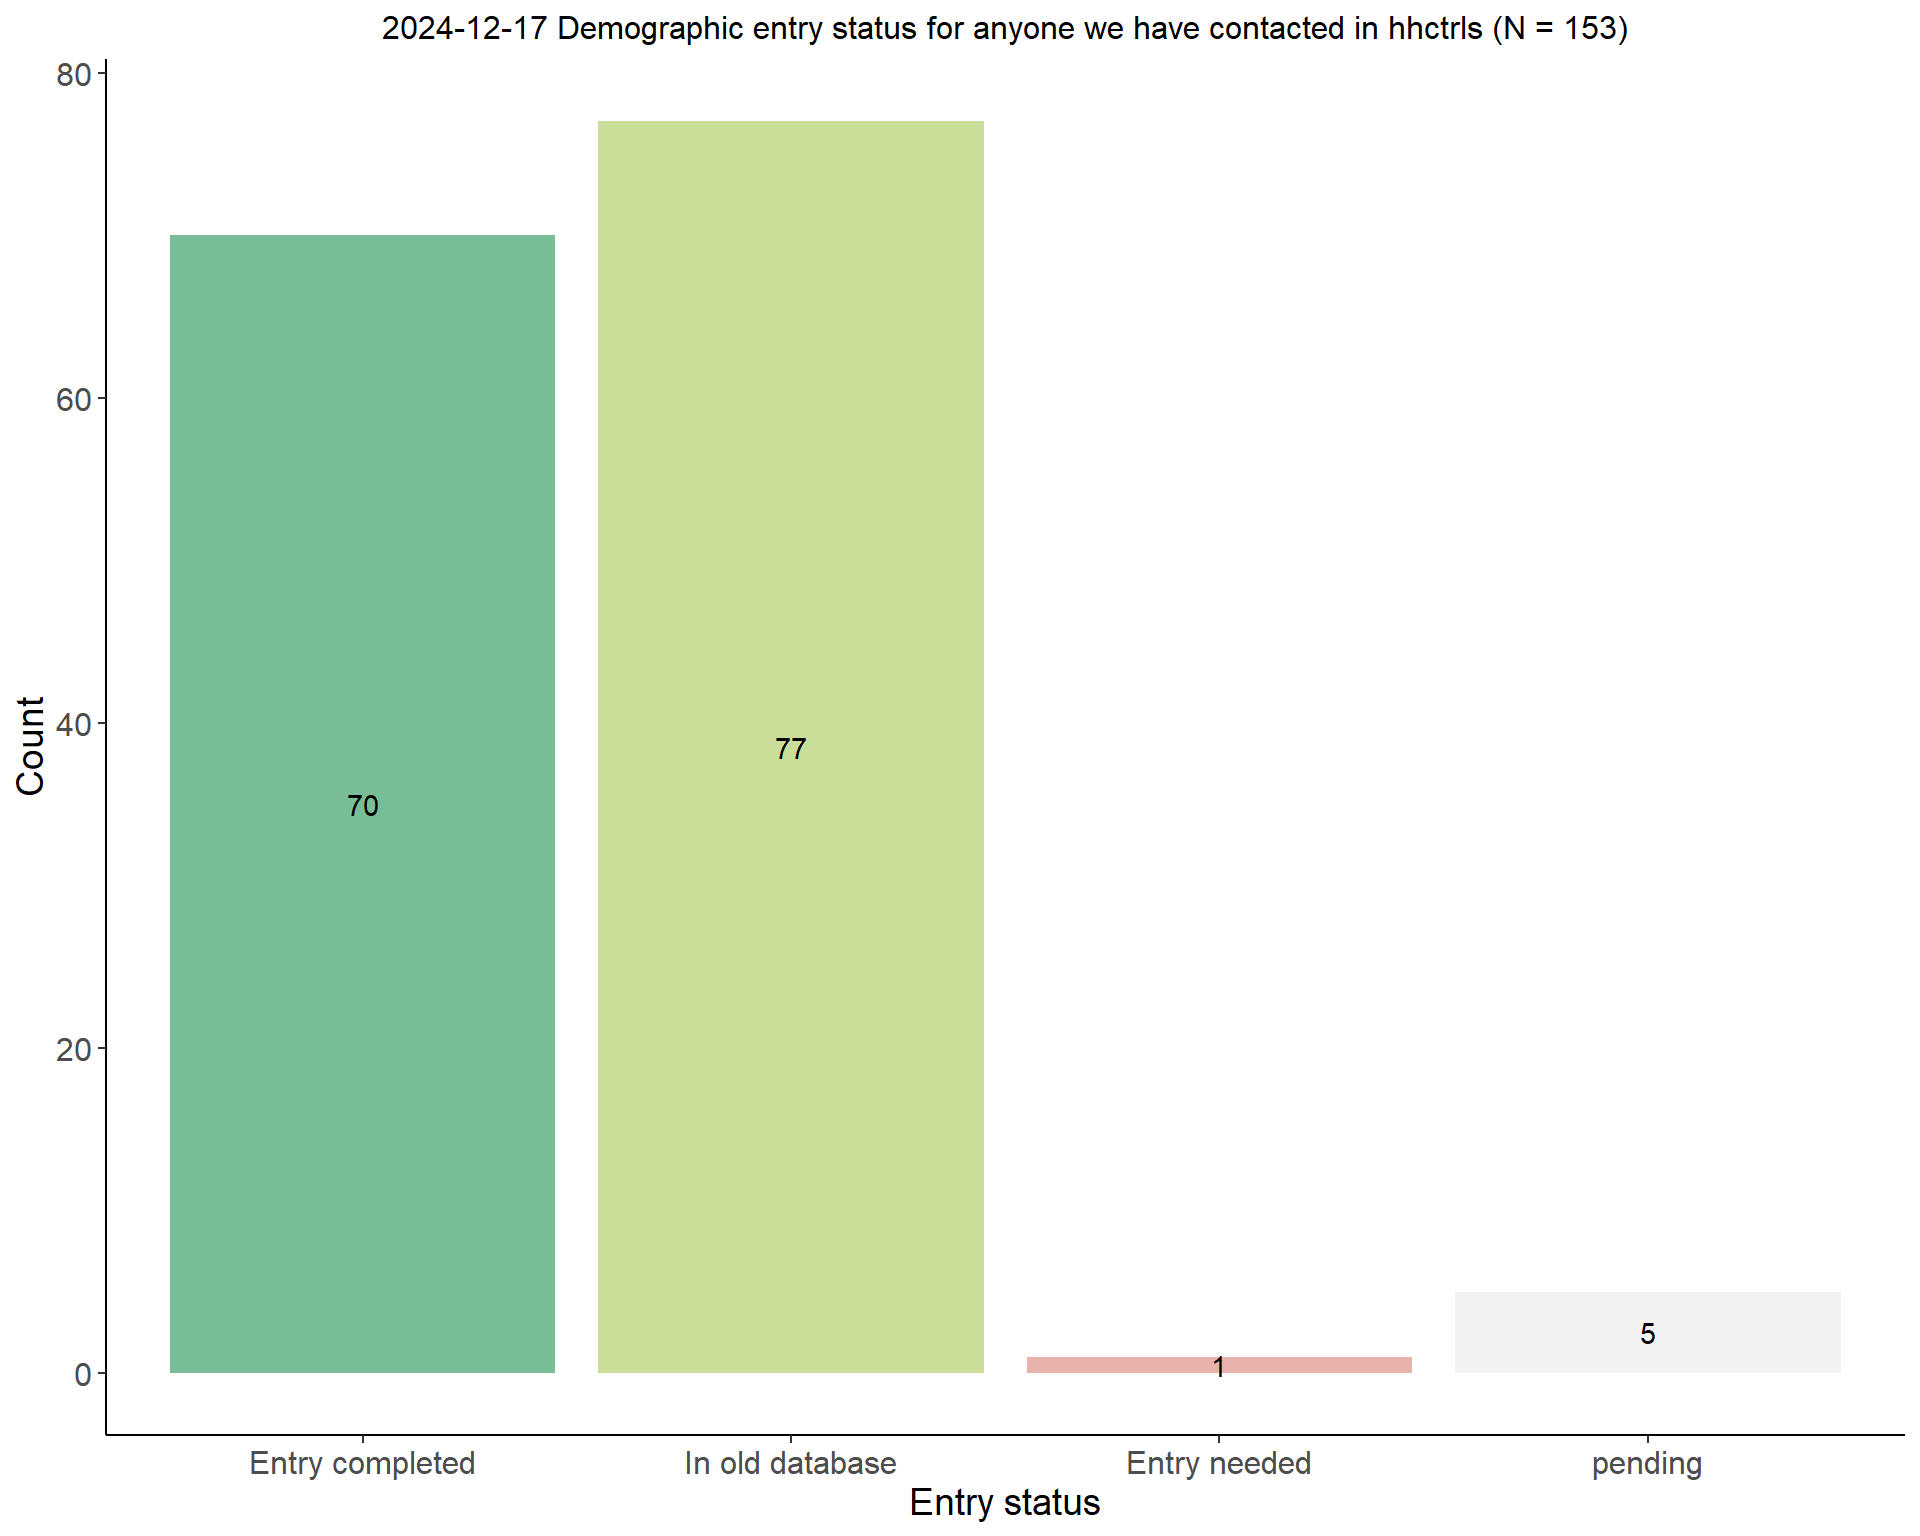 2024-12-17 Demographic entry status for anyone we have contacted in hhctrls (N = 153)
80
60
40
20
0
Count
70
77
1
5
Entry completed
In old database
Entry needed
pending
Entry status